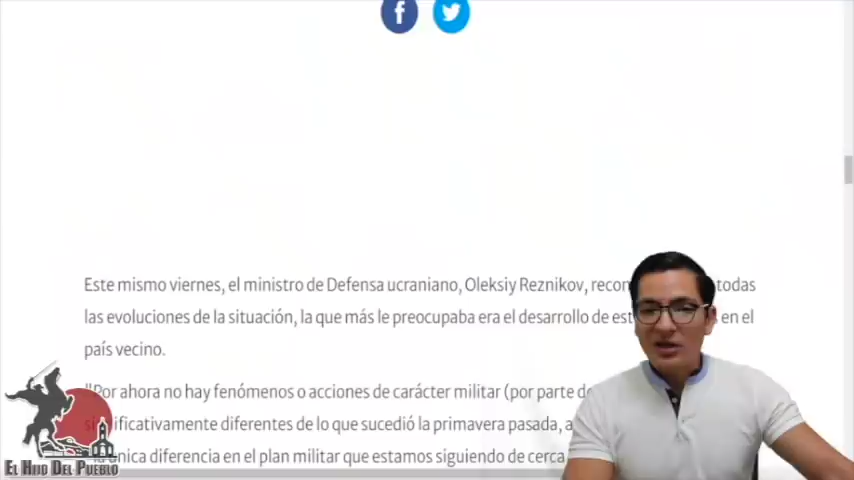 Este mismo viernes, el ministro de Defensa ucraniano, Oleksiy Reznikov, todas
las evoluciones de la situación, la que más le preocupaba era el desarrollo de en el
país vecino.
"Por ahora no hay fenómenos o acciones de carácter militar (por parte
significativamente diferentes de lo que sucedió la primavera pasada,
única diferencia en el plan militar que estamos siguiendo de cerca
EL HIJO DEL PUEBLO